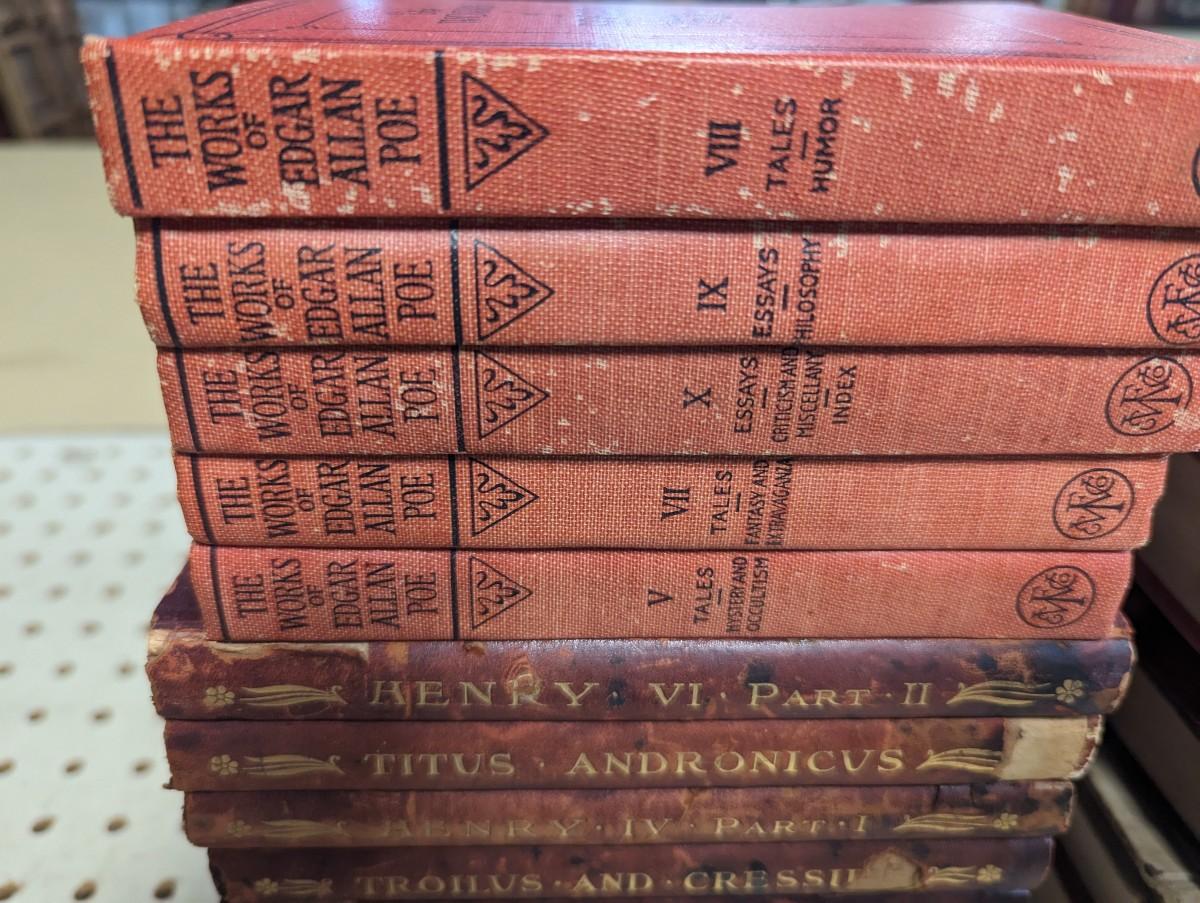 THE
WORKS
OF
EDGAR
ALLAN
POE
VIII
TALES
HUMOR
THE
WORKS
OF
EDGAR
ALLAN
POE
IX
ESSAYS
PHILOSOPHY
THE
WORKS
OF
EDGAR
ALLAN
POE
X
ESSAYS
CRITICISM AND
MISCELLANY
INDEX
THE
WORKS
OF
EDGAR
ALLAN
POE
VII
TALES
FANTASY AND
EXTRAVAGANZA
THE
WORKS
OF
EDGAR
ALLAN
POE
V
TALES
MYSTERY AND
OCCULTISM
HENRY · VI · PART · II
TITUS · ANDRONICUS
HENRY · IV · PART · I
TROILUS · AND · CRESSI